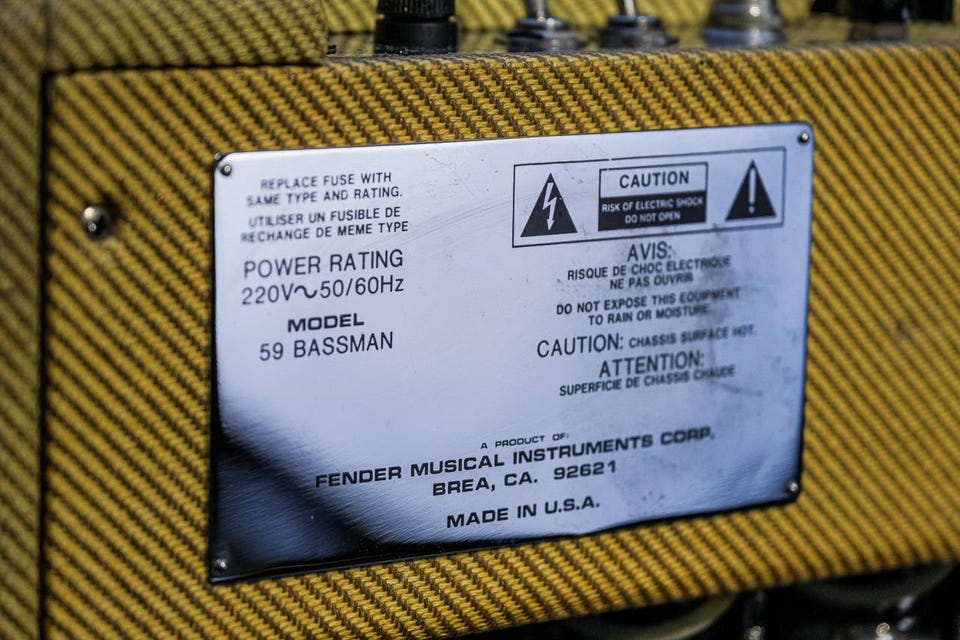 REPLACE FUSE WITH
SAME TYPE AND RATING.
UTILISER UN FUSIBLE DE
RECHANGE DE MEME TYPE
POWER RATING
220V∿50/60Hz
MODEL
59 BASSMAN
CAUTION
RISK OF ELECTRIC SHOCK
DO NOT OPEN
AVIS:
RISQUE DE CHOC ELECTRIQUE
NE PAS OUVRIR
DO NOT EXPOSE THIS EQUIPMENT
TO RAIN OR MOISTURE.
CAUTION: CHASSIS SURFACE HOT.
ATTENTION:
SUPERFICIE DE CHASSIS CHAUDE
A PRODUCT OF:
FENDER MUSICAL INSTRUMENTS CORP.
BREA, CA. 92621
MADE IN U.S.A.